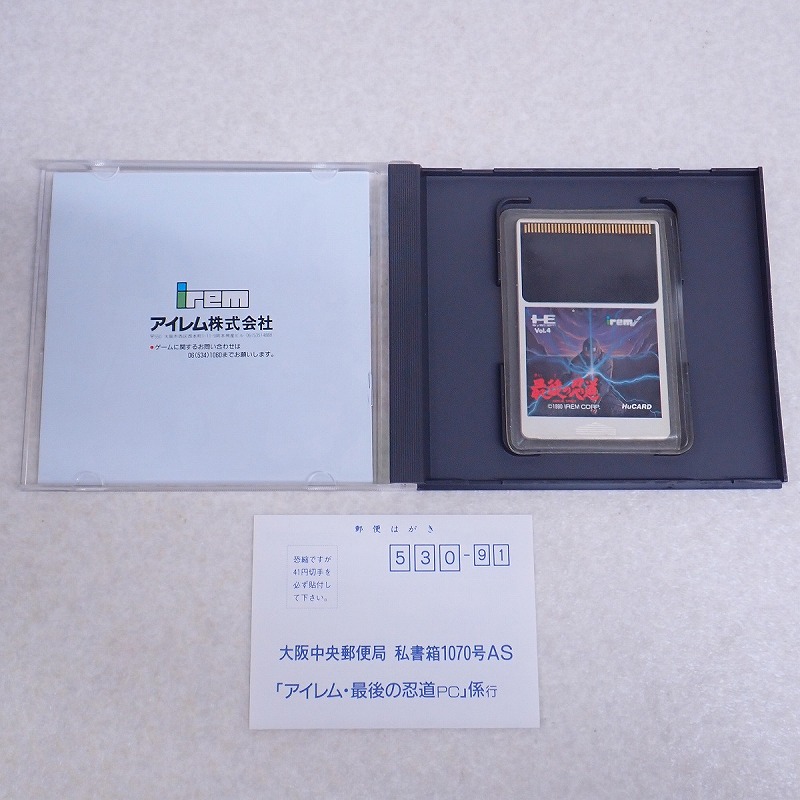 irem
アイレム株式会社
●ゲームに関するお問い合わせは
06(534)1080までお願いします。
HE
Vol.4
irem
最後の忍道
©1990 IREM CORP.
HuCARD
郵便はがき
530-91
恐縮ですが
41円切手を
必ず貼付し
て下さい。
大阪中央郵便局 私書箱1070号AS
「アイレム・最後の忍道PC」係行